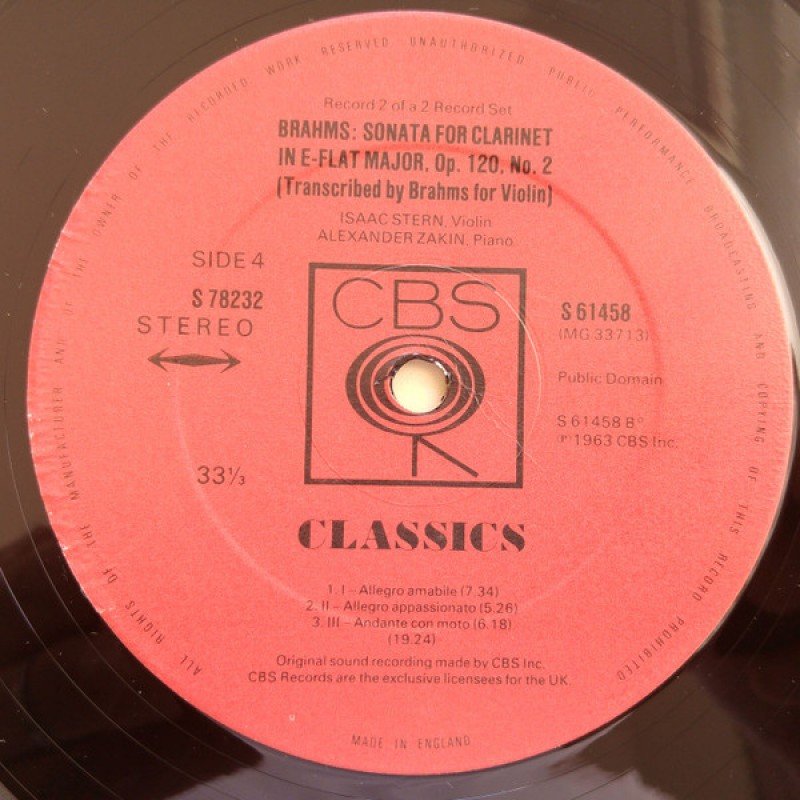 ALL RIGHTS OF THE MANUFACTURER AND OF THE OWNER OF THE RECORDED WORK RESERVED UNAUTHORIZED PUBLIC PERFORMANCE BROADCASTING AND COPYING OF THIS RECORD PROHIBITED
Record 2 of a 2 Record Set
BRAHMS: SONATA FOR CLARINET
IN E-FLAT MAJOR, Op. 120, No. 2
(Transcribed by Brahms for Violin)
ISAAC STERN, Violin
ALEXANDER ZAKIN, Piano
SIDE 4
S 78232
STEREO
33⅓
CBS
S 61458
(MG 33713)
Public Domain
S 61458 B°
℗ 1963 CBS Inc.
CLASSICS
1. I – Allegro amabile (7.34)
2. II – Allegro appassionato (5.26)
3. III – Andante con moto (6.18)
(19.24)
Original sound recording made by CBS Inc.
CBS Records are the exclusive licensees for the UK.
MADE IN ENGLAND